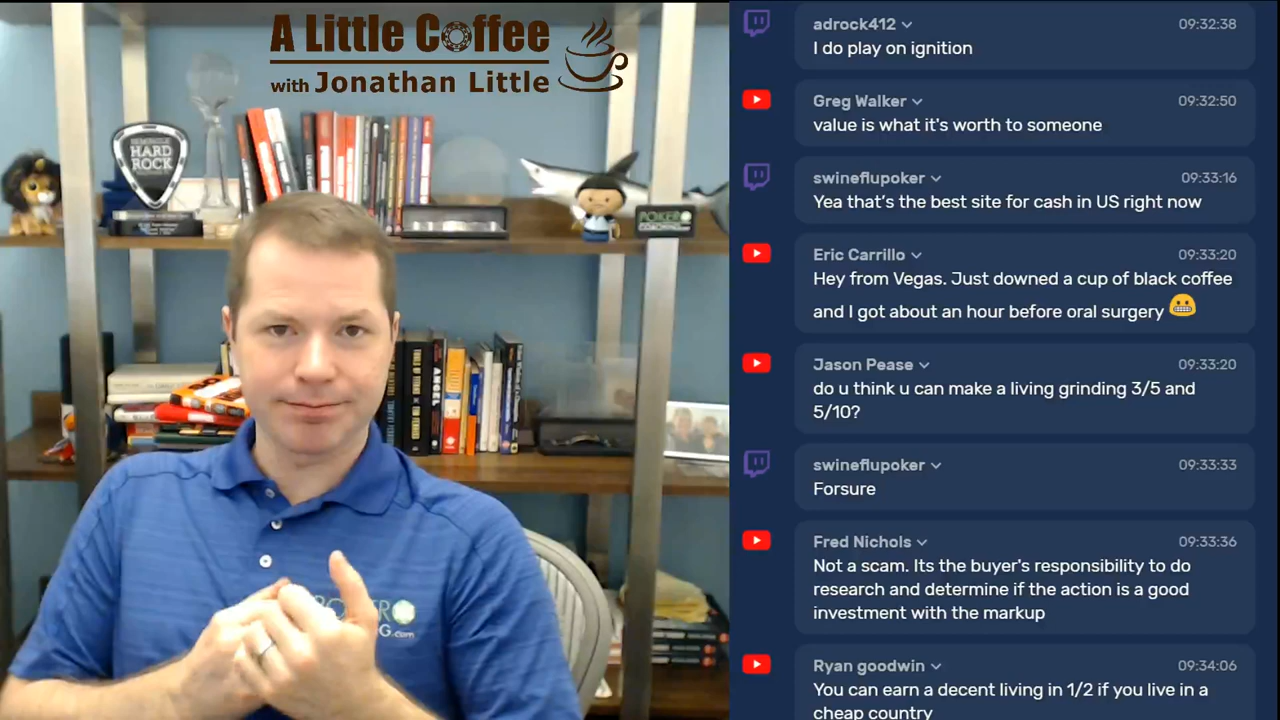 A Little Coffee
with Jonathan Little
HARD
ROCK
POKER
COACHING
ANGEL
POKER
G.com
adrock412
09:32:38
I do play on ignition
Greg Walker
09:32:50
value is what it's worth to someone
swineflupoker
09:33:16
Yea that's the best site for cash in US right now
Eric Carrillo
09:33:20
Hey from Vegas. Just downed a cup of black coffee
and I got about an hour before oral surgery 😬
Jason Pease
09:33:20
do u think u can make a living grinding 3/5 and
5/10?
swineflupoker
09:33:33
Forsure
Fred Nichols
09:33:36
Not a scam. Its the buyer's responsibility to do
research and determine if the action is a good
investment with the markup
Ryan goodwin
09:34:06
You can earn a decent living in 1/2 if you live in a
cheap country